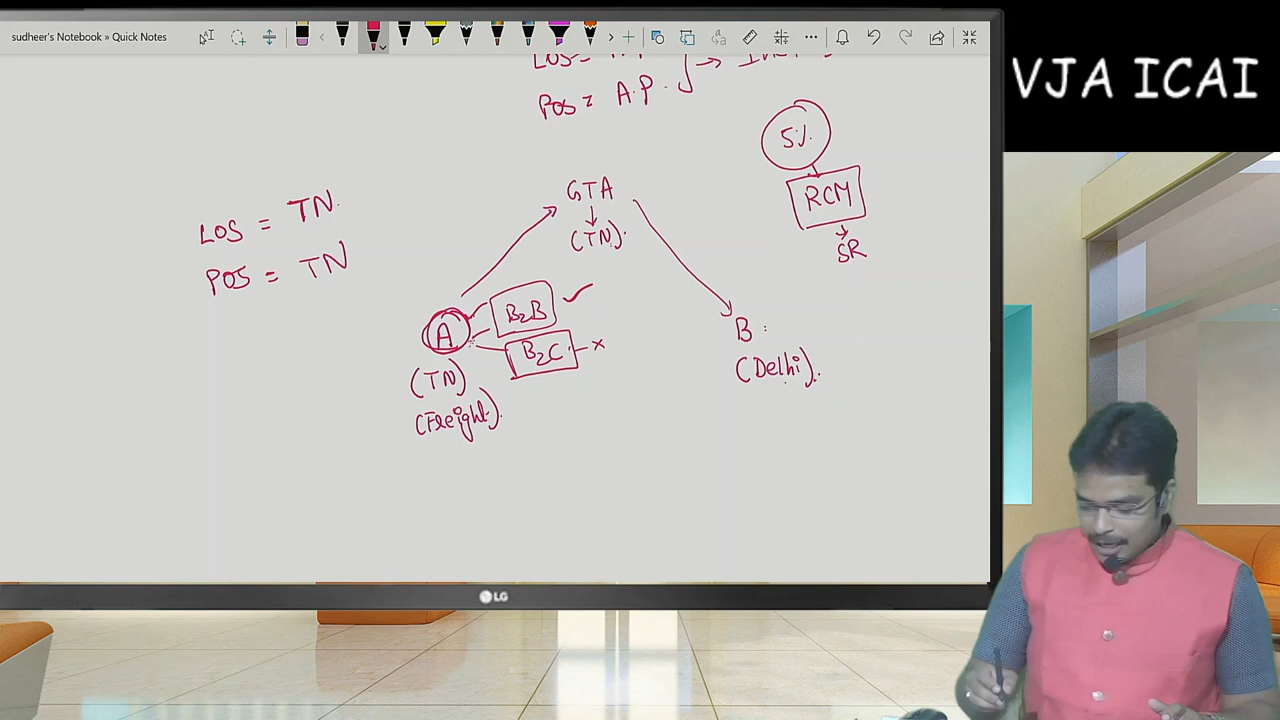 sudheer's Notebook » Quick Notes
VJA ICAI
POS = A.P.
5%
RCM
SR
GTA
(TN).
LOS = TN.
POS = TN
A
B2B
B2C
(TN)
(Freight).
B :
(Delhi).
LG